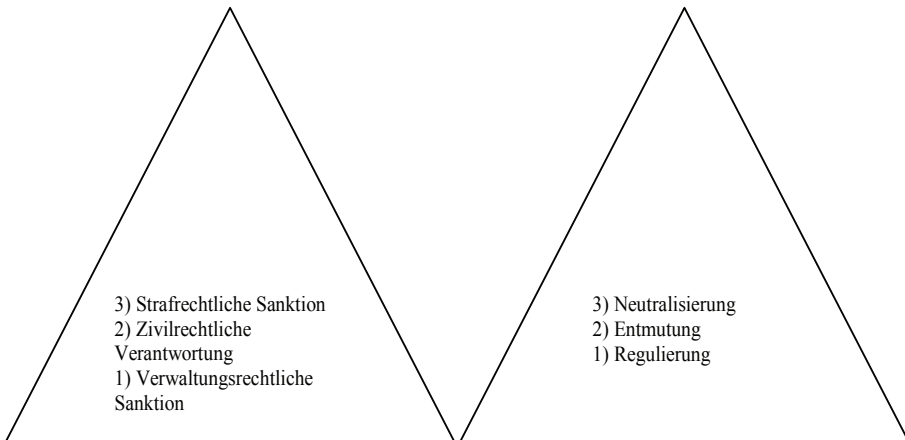 3) Strafrechtliche Sanktion
2) Zivilrechtliche
Verantwortung
1) Verwaltungsrechtliche
Sanktion
3) Neutralisierung
2) Entmutung
1) Regulierung